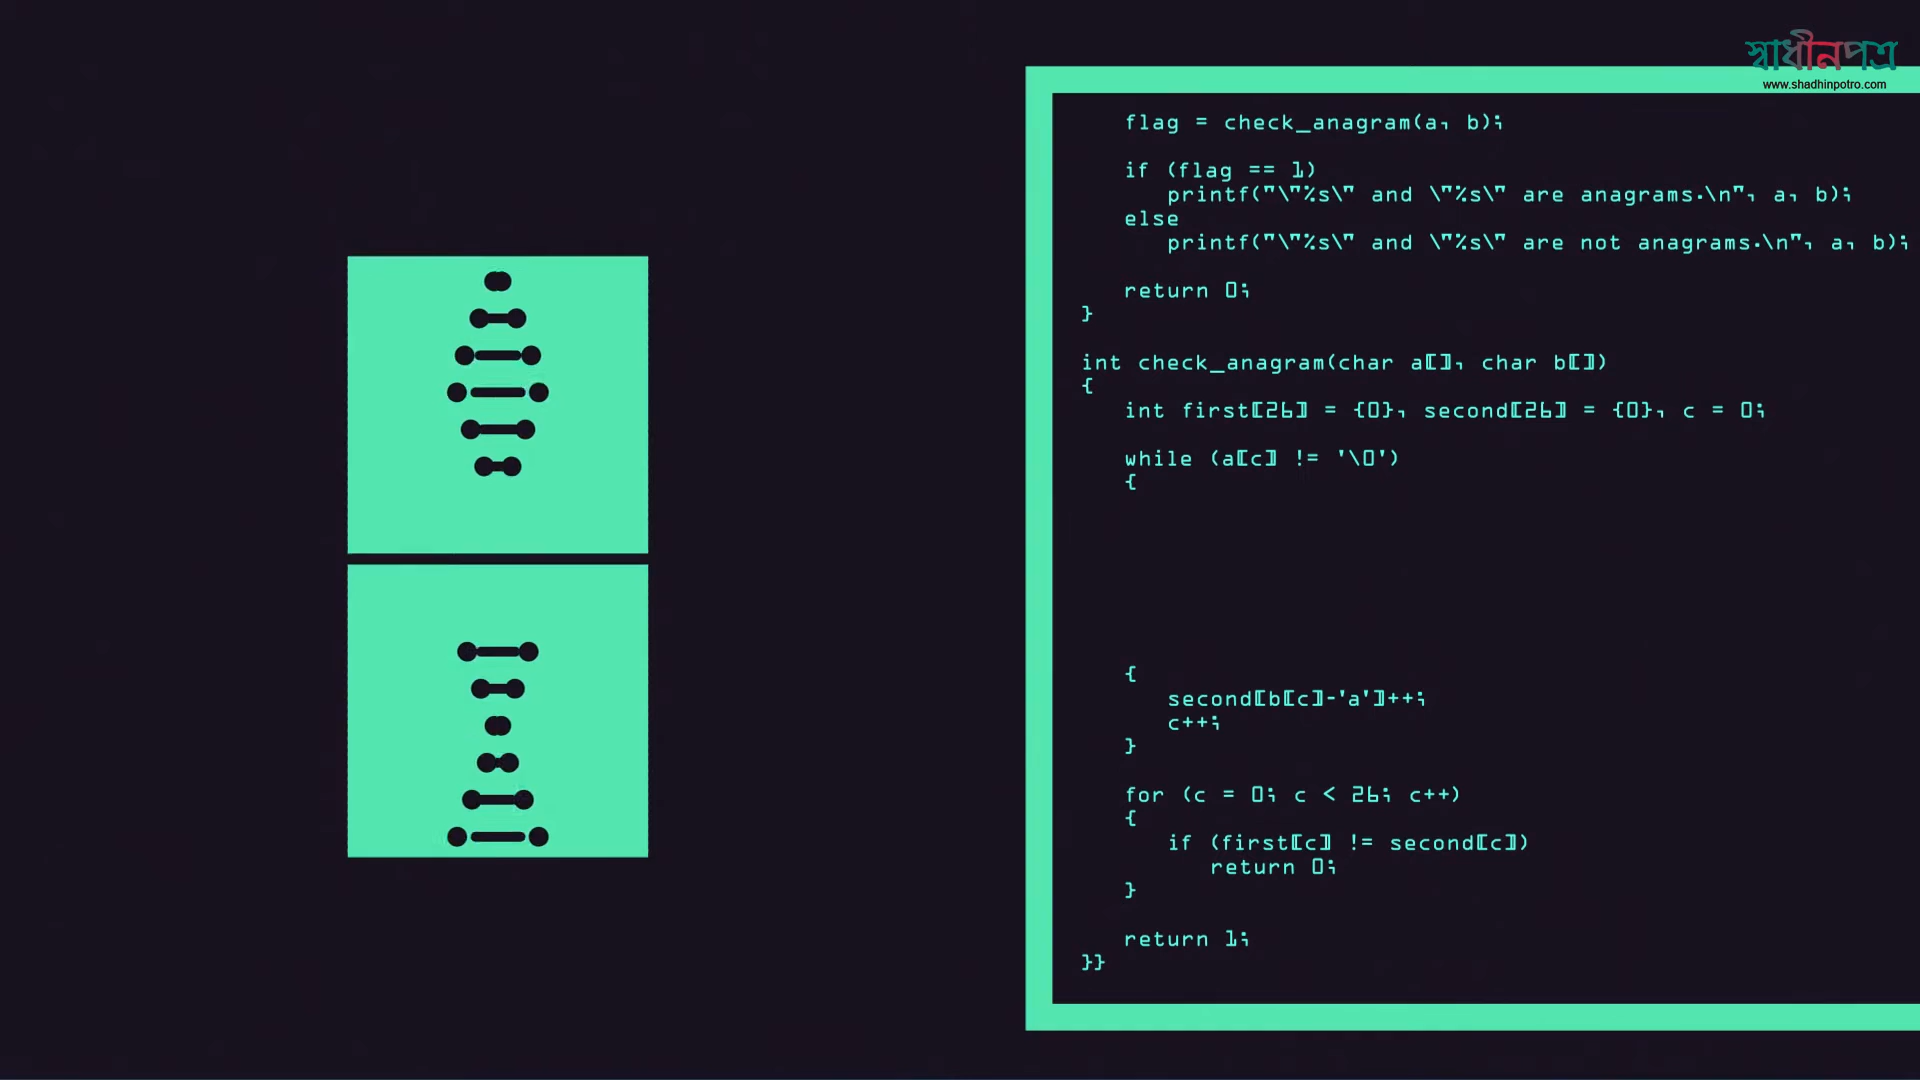 স্বাধীনপত্র
www.shadhinpotro.com
flag = check_anagram(a, b);
if (flag == 1)
printf("\"%s\" and \"%s\" are anagrams.\n", a, b);
else
printf("\"%s\" and \"%s\" are not anagrams.\n", a, b);
return 0;
}
int check_anagram(char a[], char b[])
{
int first[26] = {0}, second[26] = {0}, c = 0;
while (a[c] != '\0')
{
{
second[b[c]-'a']++;
c++;
}
for (c = 0; c < 26; c++)
{
if (first[c] != second[c])
return 0;
}
return 1;
}}